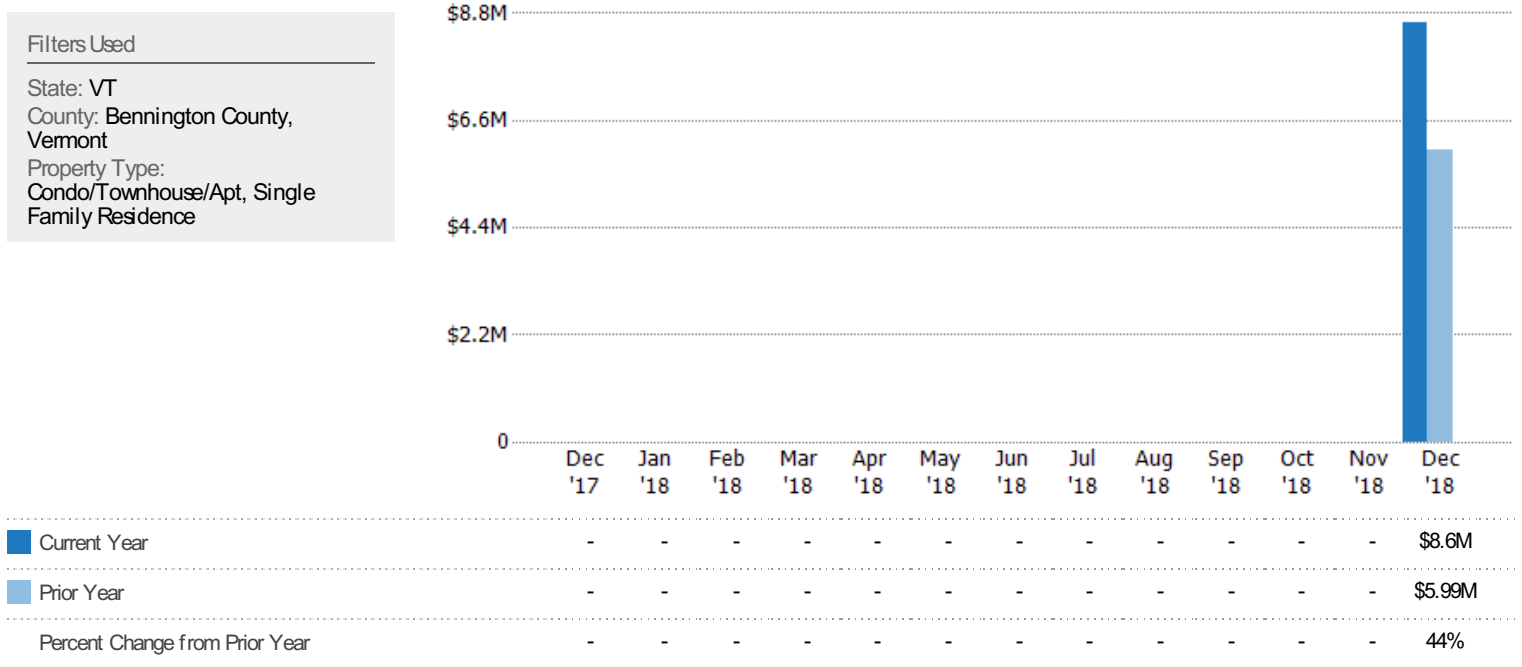 Filters Used
State: VT
County: Bennington County,
Vermont
Property Type:
Condo/Townhouse/Apt, Single
Family Residence
$8.8M
$6.6M
$4.4M
$2.2M
0
Dec '17 Jan '18 Feb '18 Mar '18 Apr '18 May '18 Jun '18 Jul '18 Aug '18 Sep '18 Oct '18 Nov '18 Dec '18
Current Year - - - - - - - - - - - - $8.6M
Prior Year - - - - - - - - - - - - $5.99M
Percent Change from Prior Year - - - - - - - - - - - - 44%